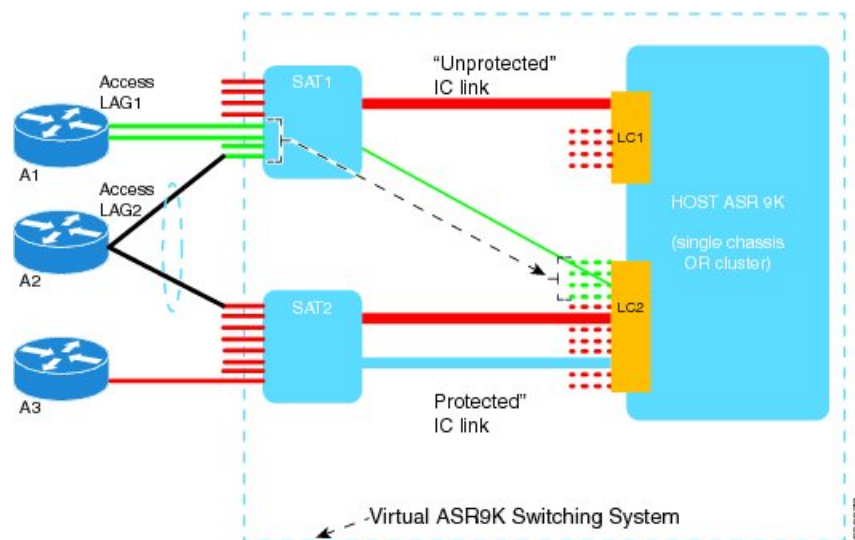 Access
LAG1
A1
Access
LAG2
A2
A3
SAT1
SAT2
"Unprotected"
IC link
Protected"
IC link
LC1
LC2
HOST ASR 9K
(single chassis
OR cluster)
Virtual ASR9K Switching System